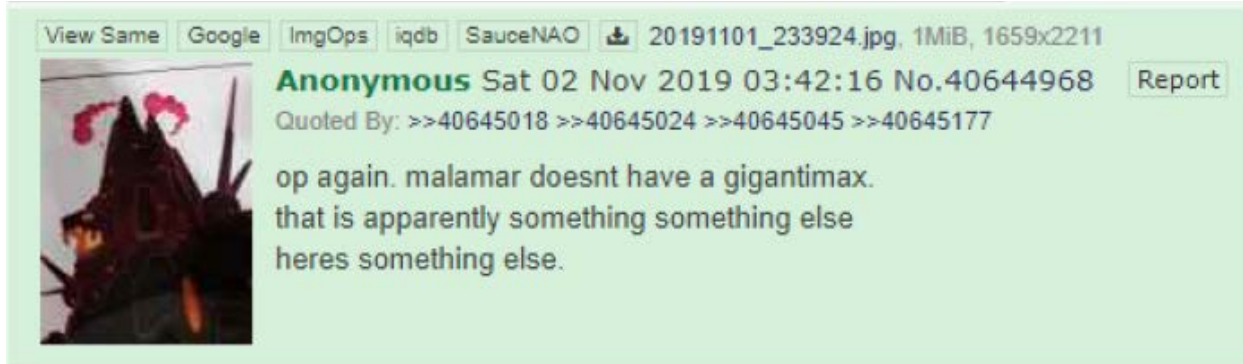 View Same Google ImgOps iqdb SauceNAO 20191101_233924.jpg, 1MiB, 1659x2211
Anonymous Sat 02 Nov 2019 03:42:16 No.40644968 Report
Quoted By: >>40645018 >>40645024 >>40645045 >>40645177
op again. malamar doesnt have a gigantimax.
that is apparently something something else
heres something else.